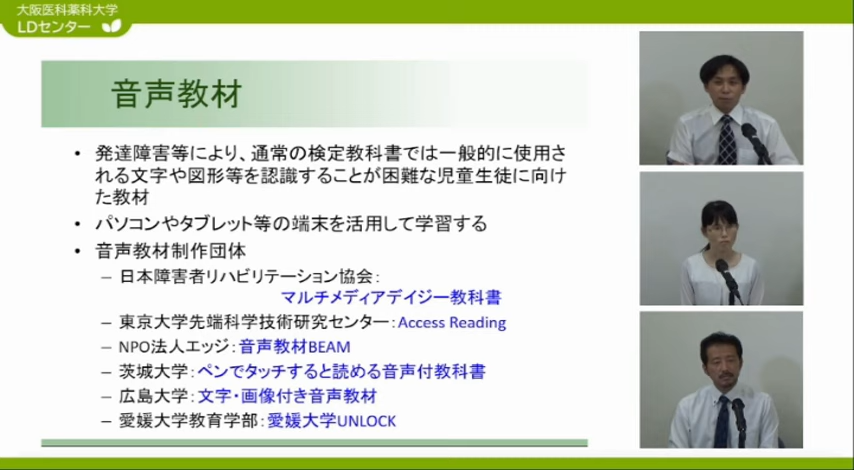 大阪医科薬科大学
LDセンター
音声教材
• 発達障害等により、通常の検定教科書では一般的に使用さ
れる文字や図形等を認識することが困難な児童生徒に向け
た教材
• パソコンやタブレット等の端末を活用して学習する
• 音声教材制作団体
– 日本障害者リハビリテーション協会：
マルチメディアデイジー教科書
– 東京大学先端科学技術研究センター：Access Reading
– NPO法人エッジ：音声教材BEAM
– 茨城大学：ペンでタッチすると読める音声付教科書
– 広島大学：文字・画像付き音声教材
– 愛媛大学教育学部：愛媛大学UNLOCK